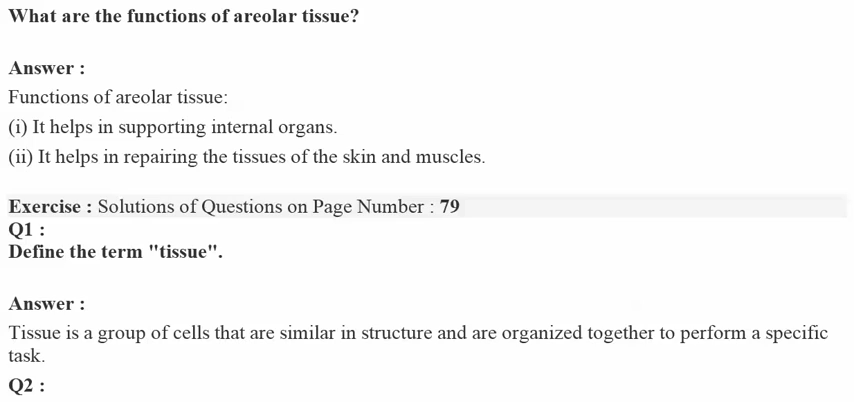 What are the functions of areolar tissue?
Answer :
Functions of areolar tissue:
(i) It helps in supporting internal organs.
(ii) It helps in repairing the tissues of the skin and muscles.
Exercise : Solutions of Questions on Page Number : 79
Q1 :
Define the term "tissue".
Answer :
Tissue is a group of cells that are similar in structure and are organized together to perform a specific
task.
Q2 :